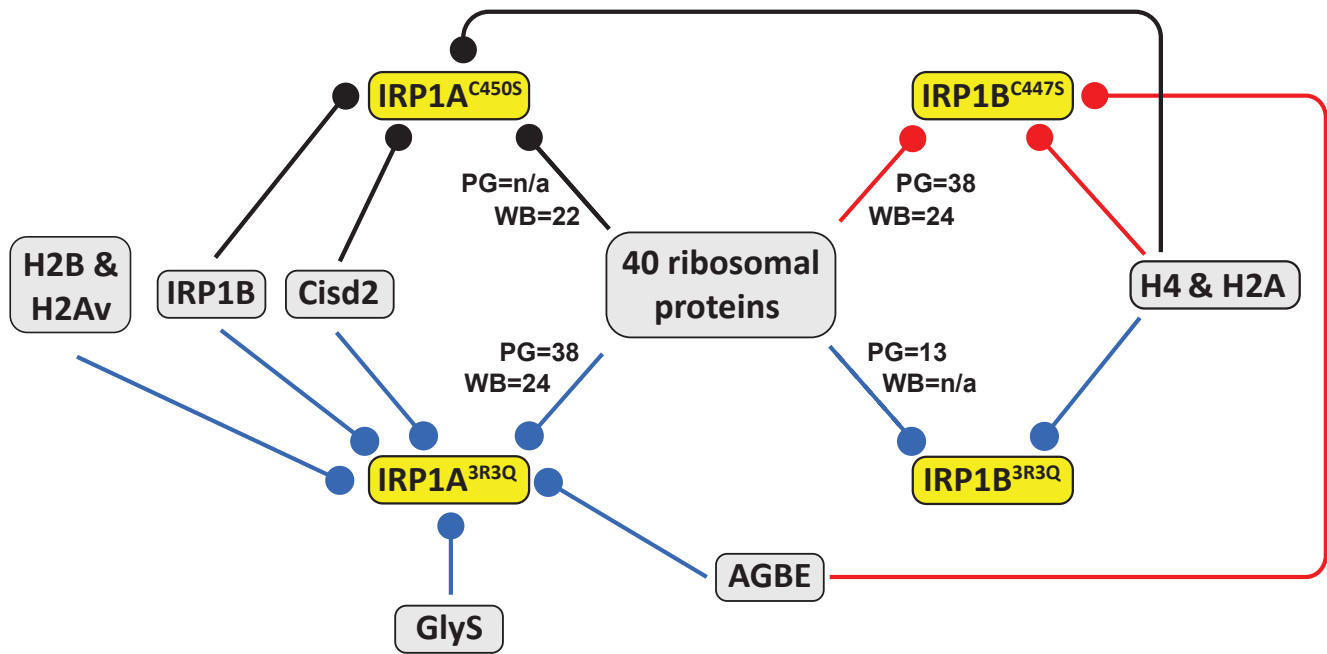 IRP1A^C450S
IRP1B^C447S
PG=n/a
WB=22
PG=38
WB=24
H2B &
H2Av
IRP1B
Cisd2
40 ribosomal
proteins
H4 & H2A
PG=38
WB=24
PG=13
WB=n/a
IRP1A^3R3Q
IRP1B^3R3Q
AGBE
GlyS